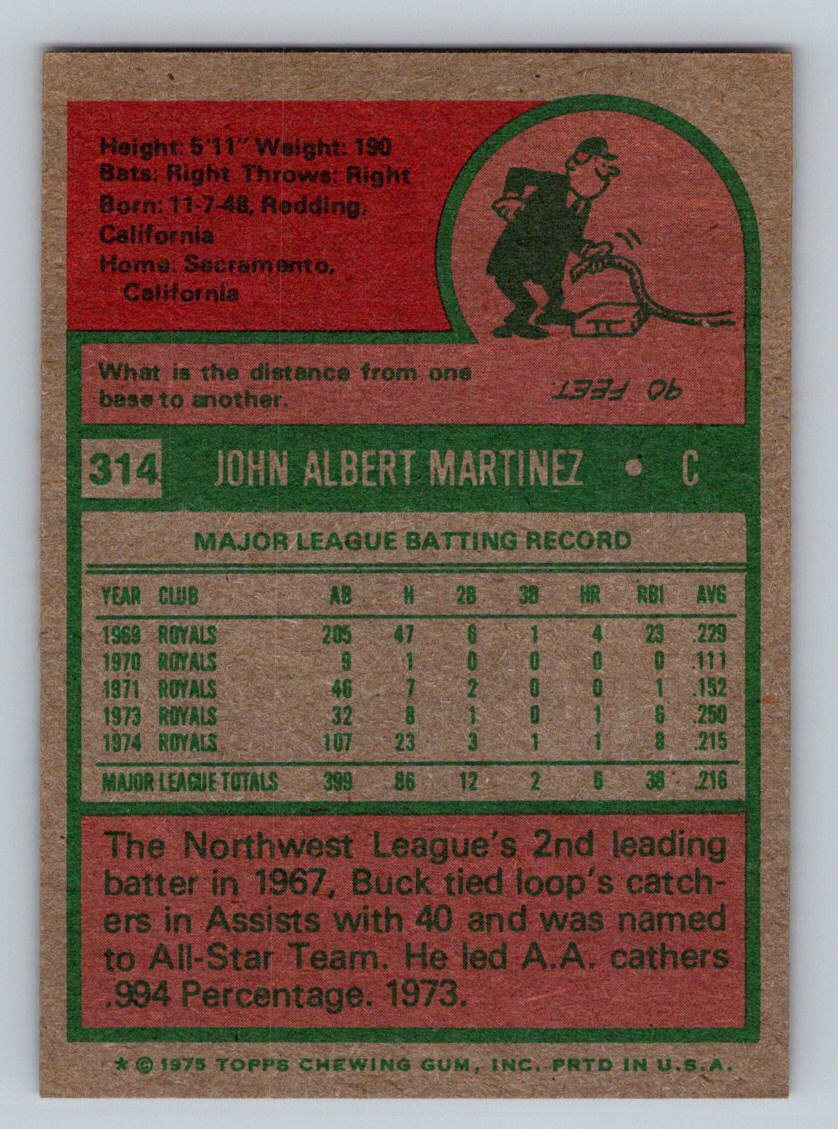 Height: 5'11" Weight: 190
Bats: Right Throws: Right
Born: 11-7-48, Redding,
California
Home: Sacramento,
California
What is the distance from one
base to another.
90 FEET.
314 JOHN ALBERT MARTINEZ • C
MAJOR LEAGUE BATTING RECORD
YEAR CLUB AB H 2B 3B HR RBI AVG
1969 ROYALS 205 47 6 1 4 23 .229
1970 ROYALS 9 1 0 0 0 0 .111
1971 ROYALS 46 7 2 0 0 1 .152
1973 ROYALS 32 8 1 0 1 6 .250
1974 ROYALS 107 23 3 1 1 8 .215
MAJOR LEAGUE TOTALS 399 86 12 2 6 38 .216
The Northwest League's 2nd leading
batter in 1967, Buck tied loop's catch-
ers in Assists with 40 and was named
to All-Star Team. He led A.A. cathers
.994 Percentage. 1973.
* © 1975 TOPPS CHEWING GUM, INC. PRTD IN U.S.A.